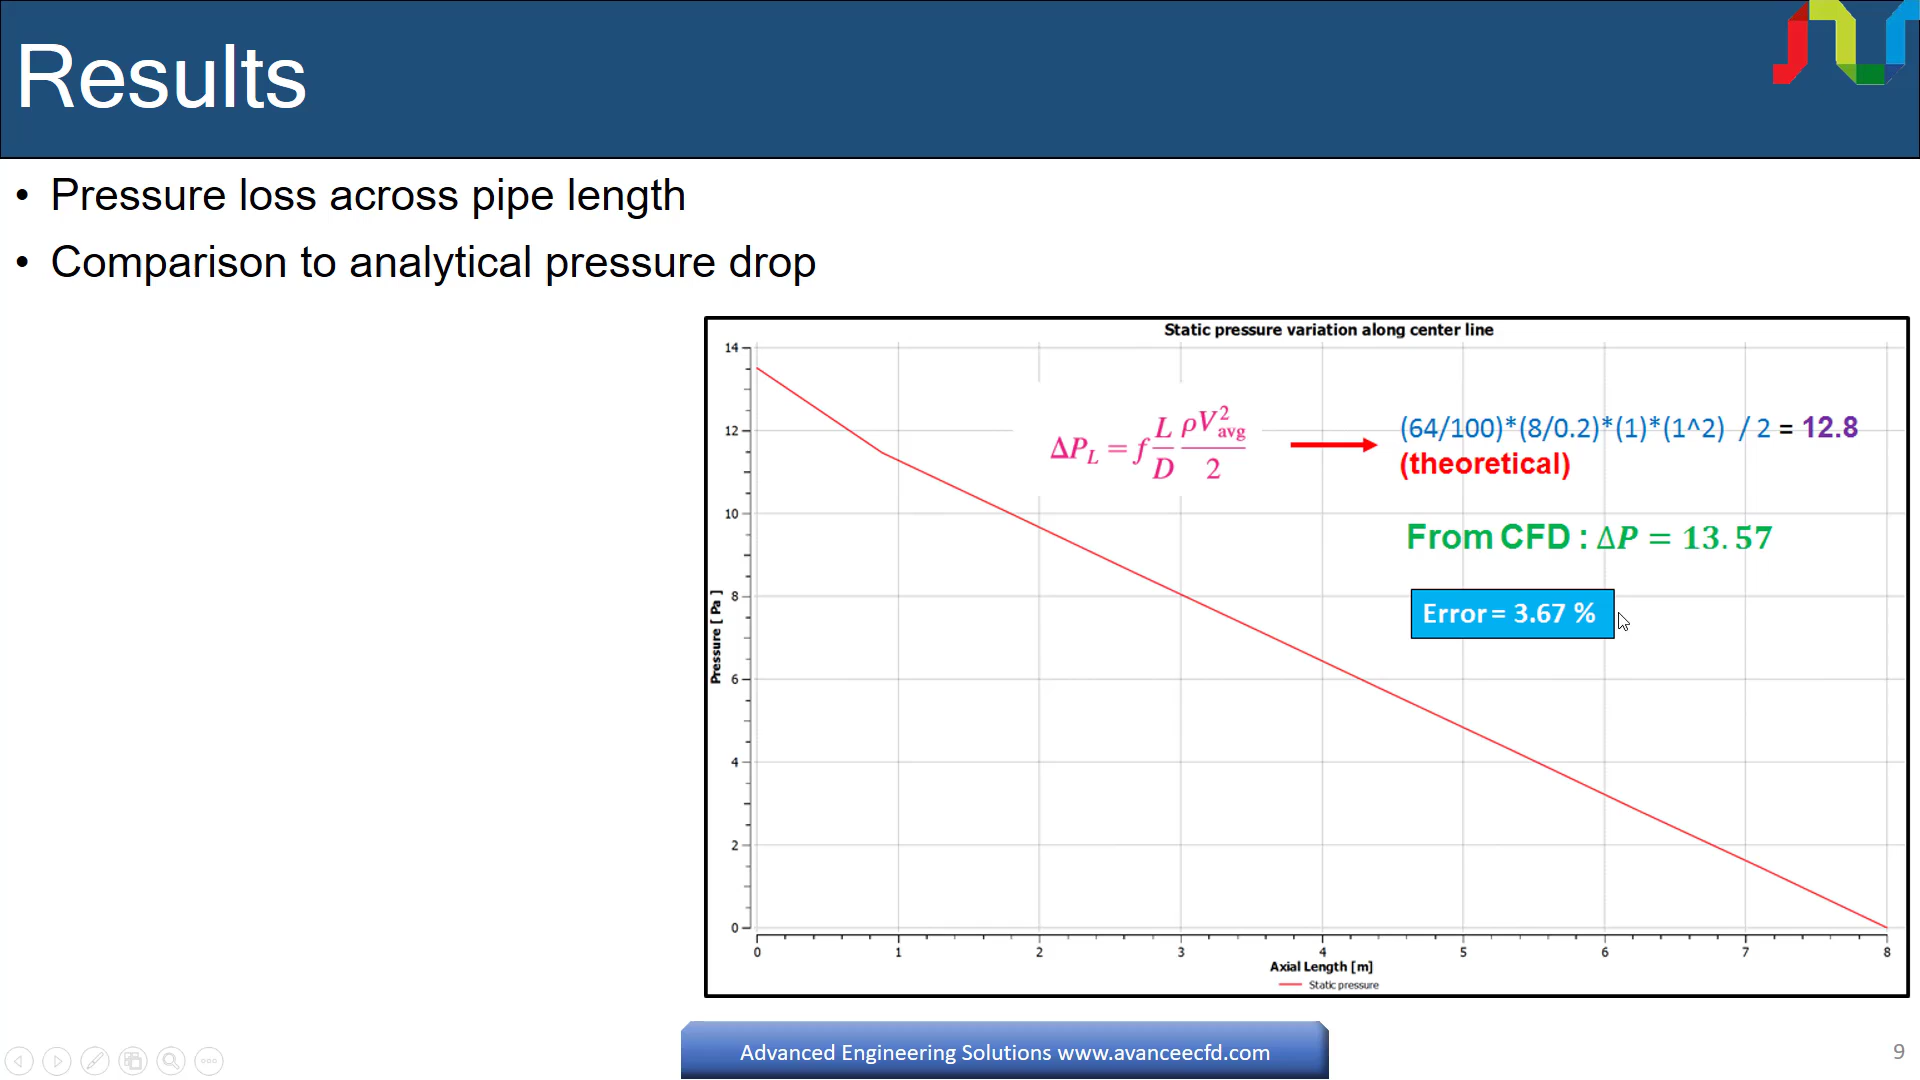 Results
• Pressure loss across pipe length
• Comparison to analytical pressure drop
Static pressure variation along center line
14
12
10
8
6
4
2
0
Pressure [ Pa ]
ΔP_L = f L/D ρV²avg/2
(64/100)*(8/0.2)*(1)*(1^2) / 2 = 12.8
(theoretical)
From CFD : ΔP = 13.57
Error = 3.67 %
0 1 2 3 4 5 6 7 8
Axial Length [m]
Static pressure
Advanced Engineering Solutions www.avanceecfd.com
9